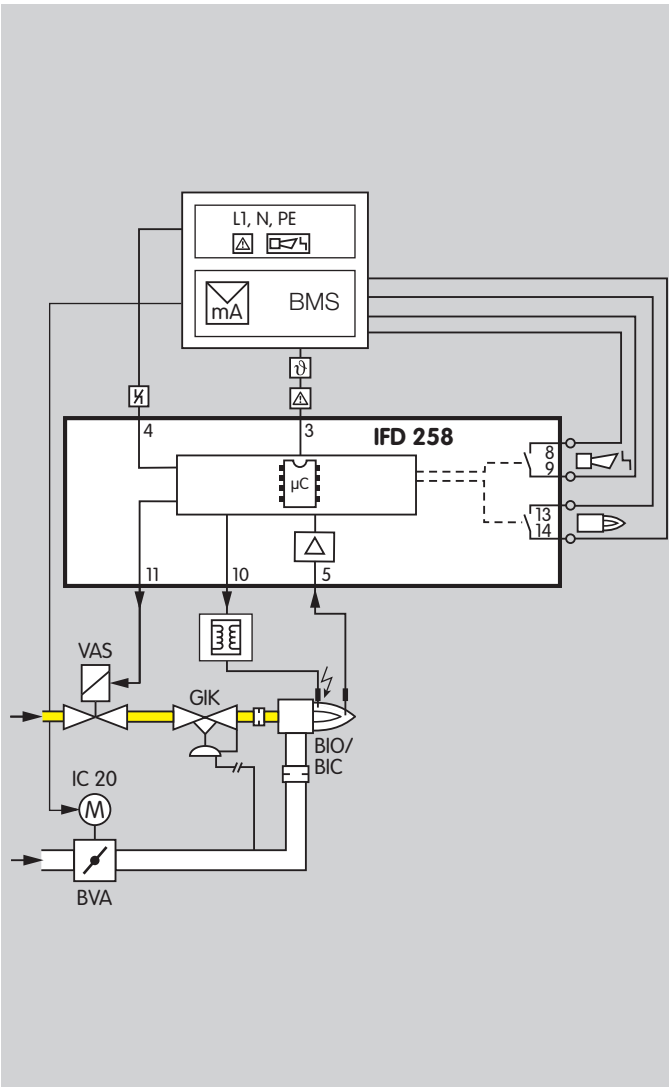 L1, N, PE
mA
BMS
ϑ
4
3
IFD 258
µC
8
9
13
14
11
10
5
VAS
GIK
BIO/
BIC
IC 20
M
BVA